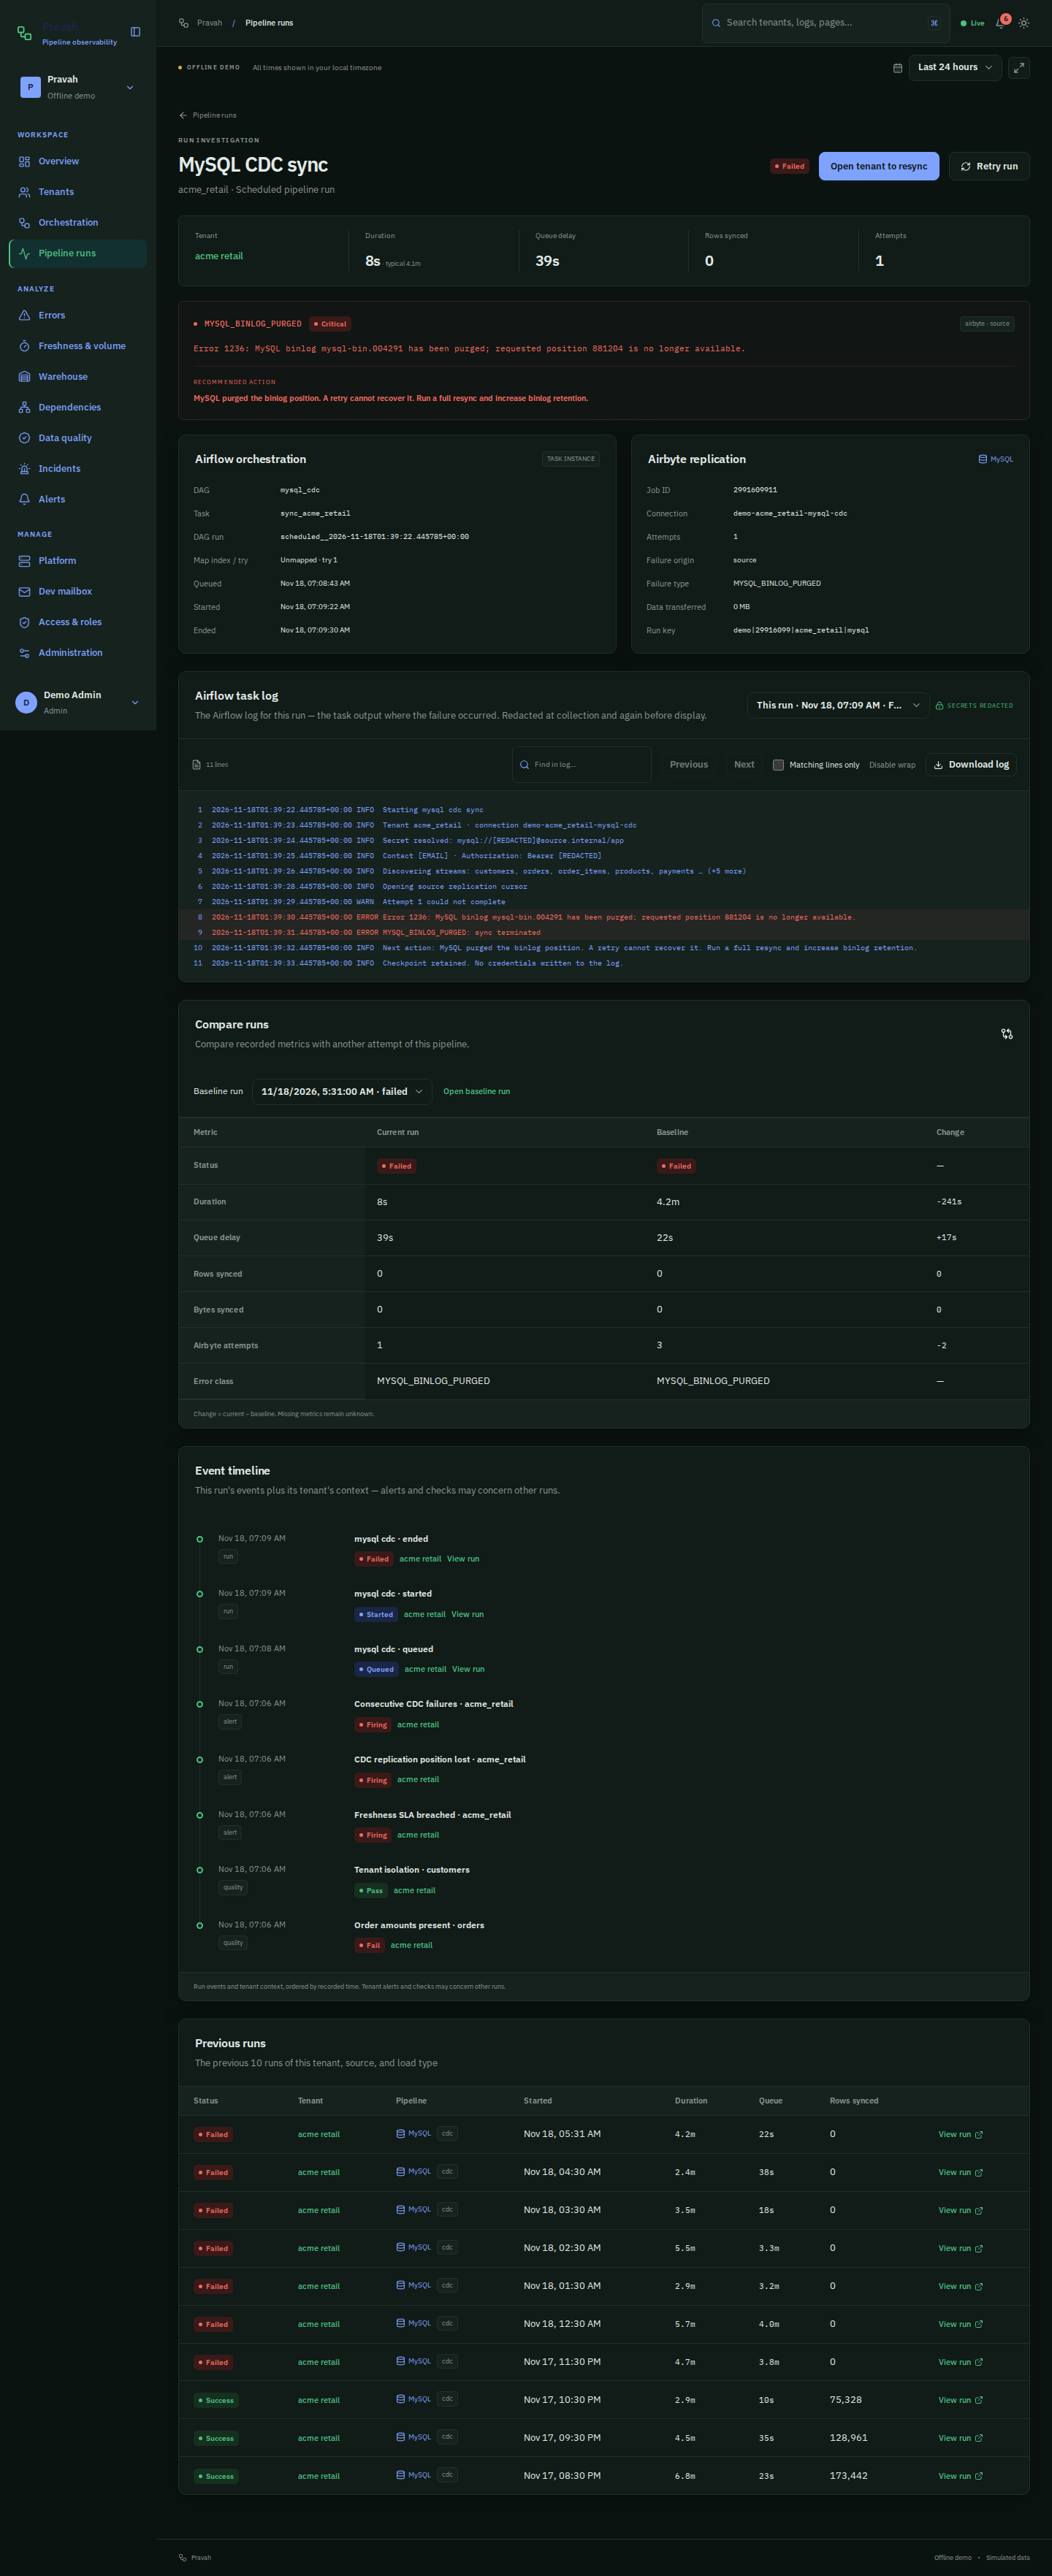 Pravah
Pipeline observability
P
Pravah
Offline demo
WORKSPACE
Overview
Tenants
Orchestration
Pipeline runs
ANALYZE
Errors
Freshness & volume
Warehouse
Dependencies
Data quality
Incidents
Alerts
MANAGE
Platform
Dev mailbox
Access & roles
Administration
D
Demo Admin
Admin
Pravah / Pipeline runs
Search tenants, logs, pages...
⌘
Live
6
OFFLINE DEMO All times shown in your local timezone
Last 24 hours
Pipeline runs
RUN INVESTIGATION
MySQL CDC sync
acme_retail · Scheduled pipeline run
Failed
Open tenant to resync
Retry run
Tenant
acme retail
Duration
8s · typical 4.1m
Queue delay
39s
Rows synced
0
Attempts
1
MYSQL_BINLOG_PURGED Critical airbyte · source
Error 1236: MySQL binlog mysql-bin.004291 has been purged; requested position 881204 is no longer available.
RECOMMENDED ACTION
MySQL purged the binlog position. A retry cannot recover it. Run a full resync and increase binlog retention.
Airflow orchestration TASK INSTANCE
DAG mysql_cdc
Task sync_acme_retail
DAG run scheduled__2026-11-18T01:39:22.445785+00:00
Map index / try Unmapped · try 1
Queued Nov 18, 07:08:43 AM
Started Nov 18, 07:09:22 AM
Ended Nov 18, 07:09:30 AM
Airbyte replication MySQL
Job ID 2991609911
Connection demo-acme_retail-mysql-cdc
Attempts 1
Failure origin source
Failure type MYSQL_BINLOG_PURGED
Data transferred 0 MB
Run key demo|29916099|acme_retail|mysql
Airflow task log
The Airflow log for this run — the task output where the failure occurred. Redacted at collection and again before display.
This run · Nov 18, 07:09 AM · F...
SECRETS REDACTED
11 lines
Find in log...
Previous
Next
Matching lines only
Disable wrap
Download log
1 2026-11-18T01:39:22.445785+00:00 INFO Starting mysql cdc sync
2 2026-11-18T01:39:23.445785+00:00 INFO Tenant acme_retail · connection demo-acme_retail-mysql-cdc
3 2026-11-18T01:39:24.445785+00:00 INFO Secret resolved: mysql://[REDACTED]@source.internal/app
4 2026-11-18T01:39:25.445785+00:00 INFO Contact [EMAIL] · Authorization: Bearer [REDACTED]
5 2026-11-18T01:39:26.445785+00:00 INFO Discovering streams: customers, orders, order_items, products, payments … (+5 more)
6 2026-11-18T01:39:28.445785+00:00 INFO Opening source replication cursor
7 2026-11-18T01:39:29.445785+00:00 WARN Attempt 1 could not complete
8 2026-11-18T01:39:30.445785+00:00 ERROR Error 1236: MySQL binlog mysql-bin.004291 has been purged; requested position 881204 is no longer available.
9 2026-11-18T01:39:31.445785+00:00 ERROR MYSQL_BINLOG_PURGED: sync terminated
10 2026-11-18T01:39:32.445785+00:00 INFO Next action: MySQL purged the binlog position. A retry cannot recover it. Run a full resync and increase binlog retention.
11 2026-11-18T01:39:33.445785+00:00 INFO Checkpoint retained. No credentials written to the log.
Compare runs
Compare recorded metrics with another attempt of this pipeline.
Baseline run 11/18/2026, 5:31:00 AM · failed Open baseline run
Metric Current run Baseline Change
Status Failed Failed —
Duration 8s 4.2m -241s
Queue delay 39s 22s +17s
Rows synced 0 0 0
Bytes synced 0 0 0
Airbyte attempts 1 3 -2
Error class MYSQL_BINLOG_PURGED MYSQL_BINLOG_PURGED —
Change = current − baseline. Missing metrics remain unknown.
Event timeline
This run's events plus its tenant's context — alerts and checks may concern other runs.
Nov 18, 07:09 AM mysql cdc · ended
run Failed acme retail View run
Nov 18, 07:09 AM mysql cdc · started
run Started acme retail View run
Nov 18, 07:08 AM mysql cdc · queued
run Queued acme retail View run
Nov 18, 07:06 AM Consecutive CDC failures · acme_retail
alert Firing acme retail
Nov 18, 07:06 AM CDC replication position lost · acme_retail
alert Firing acme retail
Nov 18, 07:06 AM Freshness SLA breached · acme_retail
alert Firing acme retail
Nov 18, 07:06 AM Tenant isolation · customers
quality Pass acme retail
Nov 18, 07:06 AM Order amounts present · orders
quality Fail acme retail
Run events and tenant context, ordered by recorded time. Tenant alerts and checks may concern other runs.
Previous runs
The previous 10 runs of this tenant, source, and load type
Status Tenant Pipeline Started Duration Queue Rows synced
Failed acme retail MySQL cdc Nov 18, 05:31 AM 4.2m 22s 0 View run
Failed acme retail MySQL cdc Nov 18, 04:30 AM 2.4m 38s 0 View run
Failed acme retail MySQL cdc Nov 18, 03:30 AM 3.5m 18s 0 View run
Failed acme retail MySQL cdc Nov 18, 02:30 AM 5.5m 3.3m 0 View run
Failed acme retail MySQL cdc Nov 18, 01:30 AM 2.9m 3.2m 0 View run
Failed acme retail MySQL cdc Nov 18, 12:30 AM 5.7m 4.0m 0 View run
Failed acme retail MySQL cdc Nov 17, 11:30 PM 4.7m 3.8m 0 View run
Success acme retail MySQL cdc Nov 17, 10:30 PM 2.9m 10s 75,328 View run
Success acme retail MySQL cdc Nov 17, 09:30 PM 4.5m 35s 128,961 View run
Success acme retail MySQL cdc Nov 17, 08:30 PM 6.8m 23s 173,442 View run
Pravah
Offline demo • Simulated data